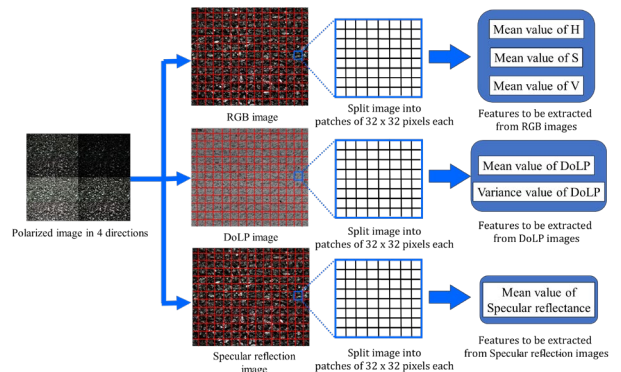 Polarized image in 4 directions
RGB image
Split image into
patches of 32 x 32 pixels each
Mean value of H
Mean value of S
Mean value of V
Features to be extracted
from RGB images
DoLP image
Split image into
patches of 32 x 32 pixels each
Mean value of DoLP
Variance value of DoLP
Features to be extracted
from DoLP images
Specular reflection
image
Split image into
patches of 32 x 32 pixels each
Mean value of
Specular reflectance
Features to be extracted
from Specular reflection images